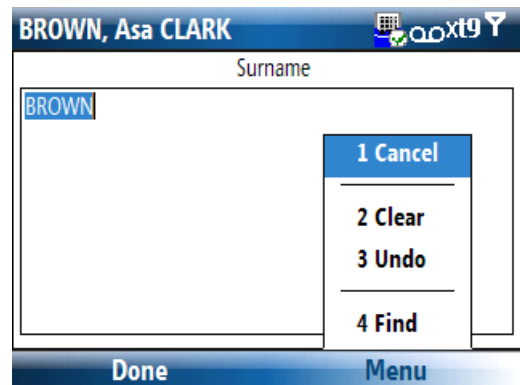 BROWN, Asa CLARK xt9
Surname
BROWN
1 Cancel
2 Clear
3 Undo
4 Find
Done Menu